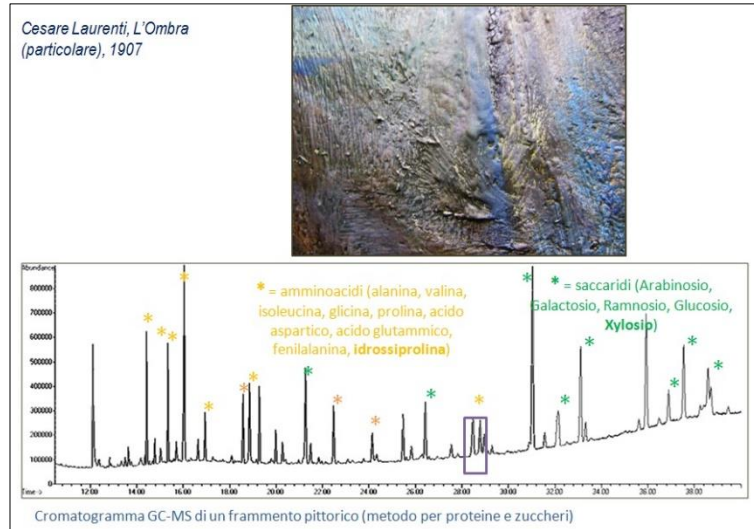 Cesare Laurenti, L'Ombra
(particolare), 1907
Abundance
* = amminoacidi (alanina, valina,
isoleucina, glicina, prolina, acido
aspartico, acido glutammico,
fenilalanina, idrossiprolina)
* = saccaridi (Arabinosio,
Galactosio, Ramnosio, Glucosio,
Xylosip)
800000
700000
600000
500000
400000
300000
200000
100000
Time->
12.00 14.00 16.00 18.00 20.00 22.00 24.00 26.00 28.00 30.00 32.00 34.00 36.00 38.00
Cromatogramma GC-MS di un frammento pittorico (metodo per proteine e zuccheri)